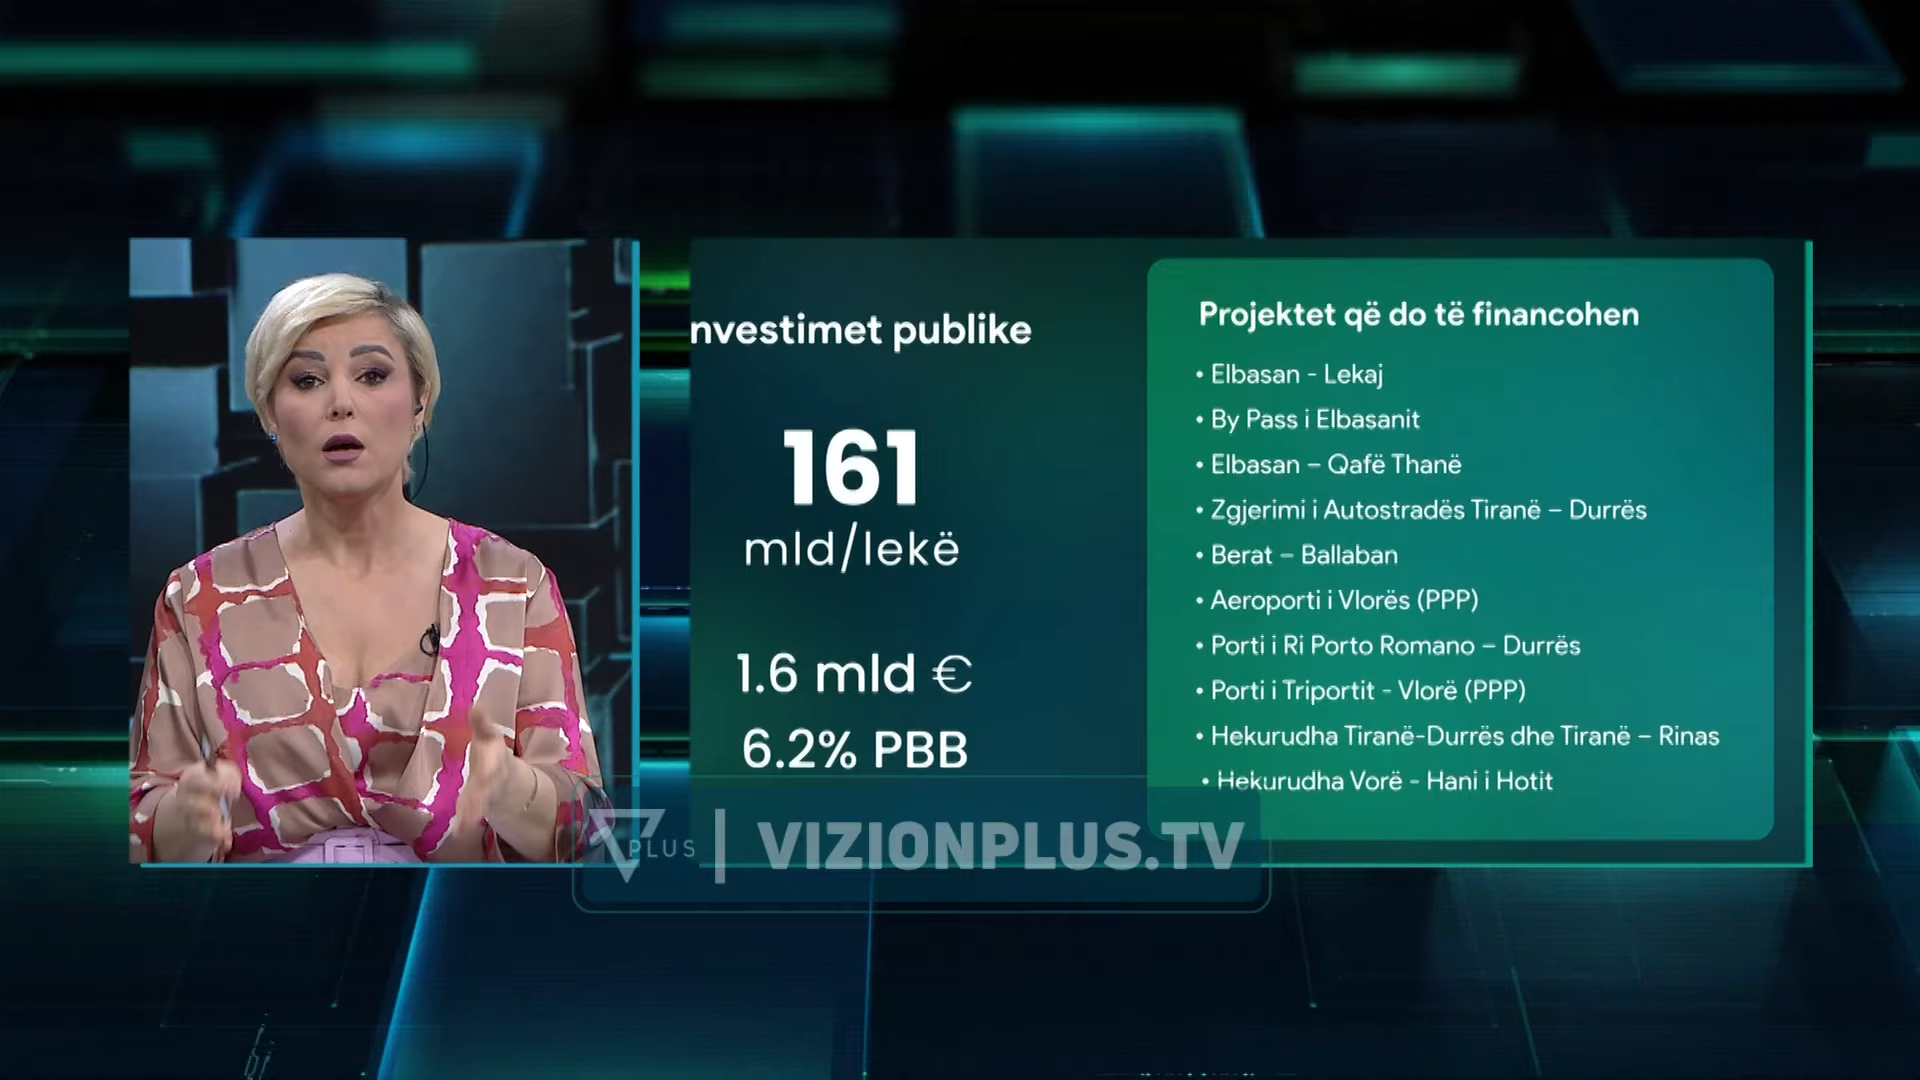 nvestimet publike
161
mld/lekë
1.6 mld €
6.2% PBB
Projektet që do të financohen
• Elbasan - Lekaj
• By Pass i Elbasanit
• Elbasan – Qafë Thanë
• Zgjerimi i Autostradës Tiranë – Durrës
• Berat – Ballaban
• Aeroporti i Vlorës (PPP)
• Porti i Ri Porto Romano – Durrës
• Porti i Triportit - Vlorë (PPP)
• Hekurudha Tiranë-Durrës dhe Tiranë – Rinas
• Hekurudha Vorë - Hani i Hotit
PLUS | VIZIONPLUS.TV